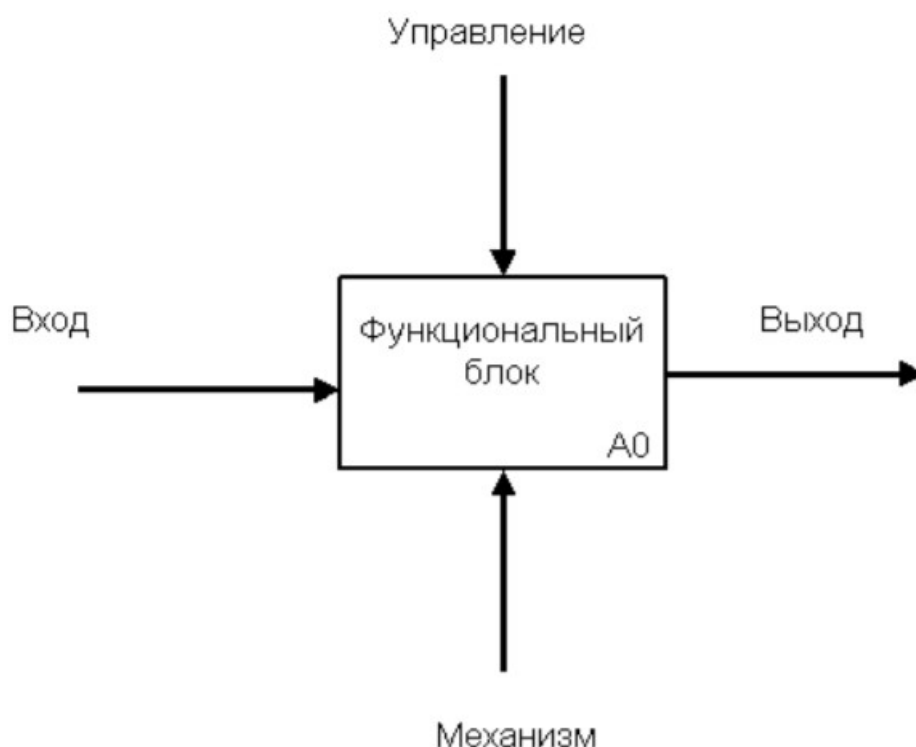 Управление
Вход
Функциональный
блок
Выход
A0
Механизм